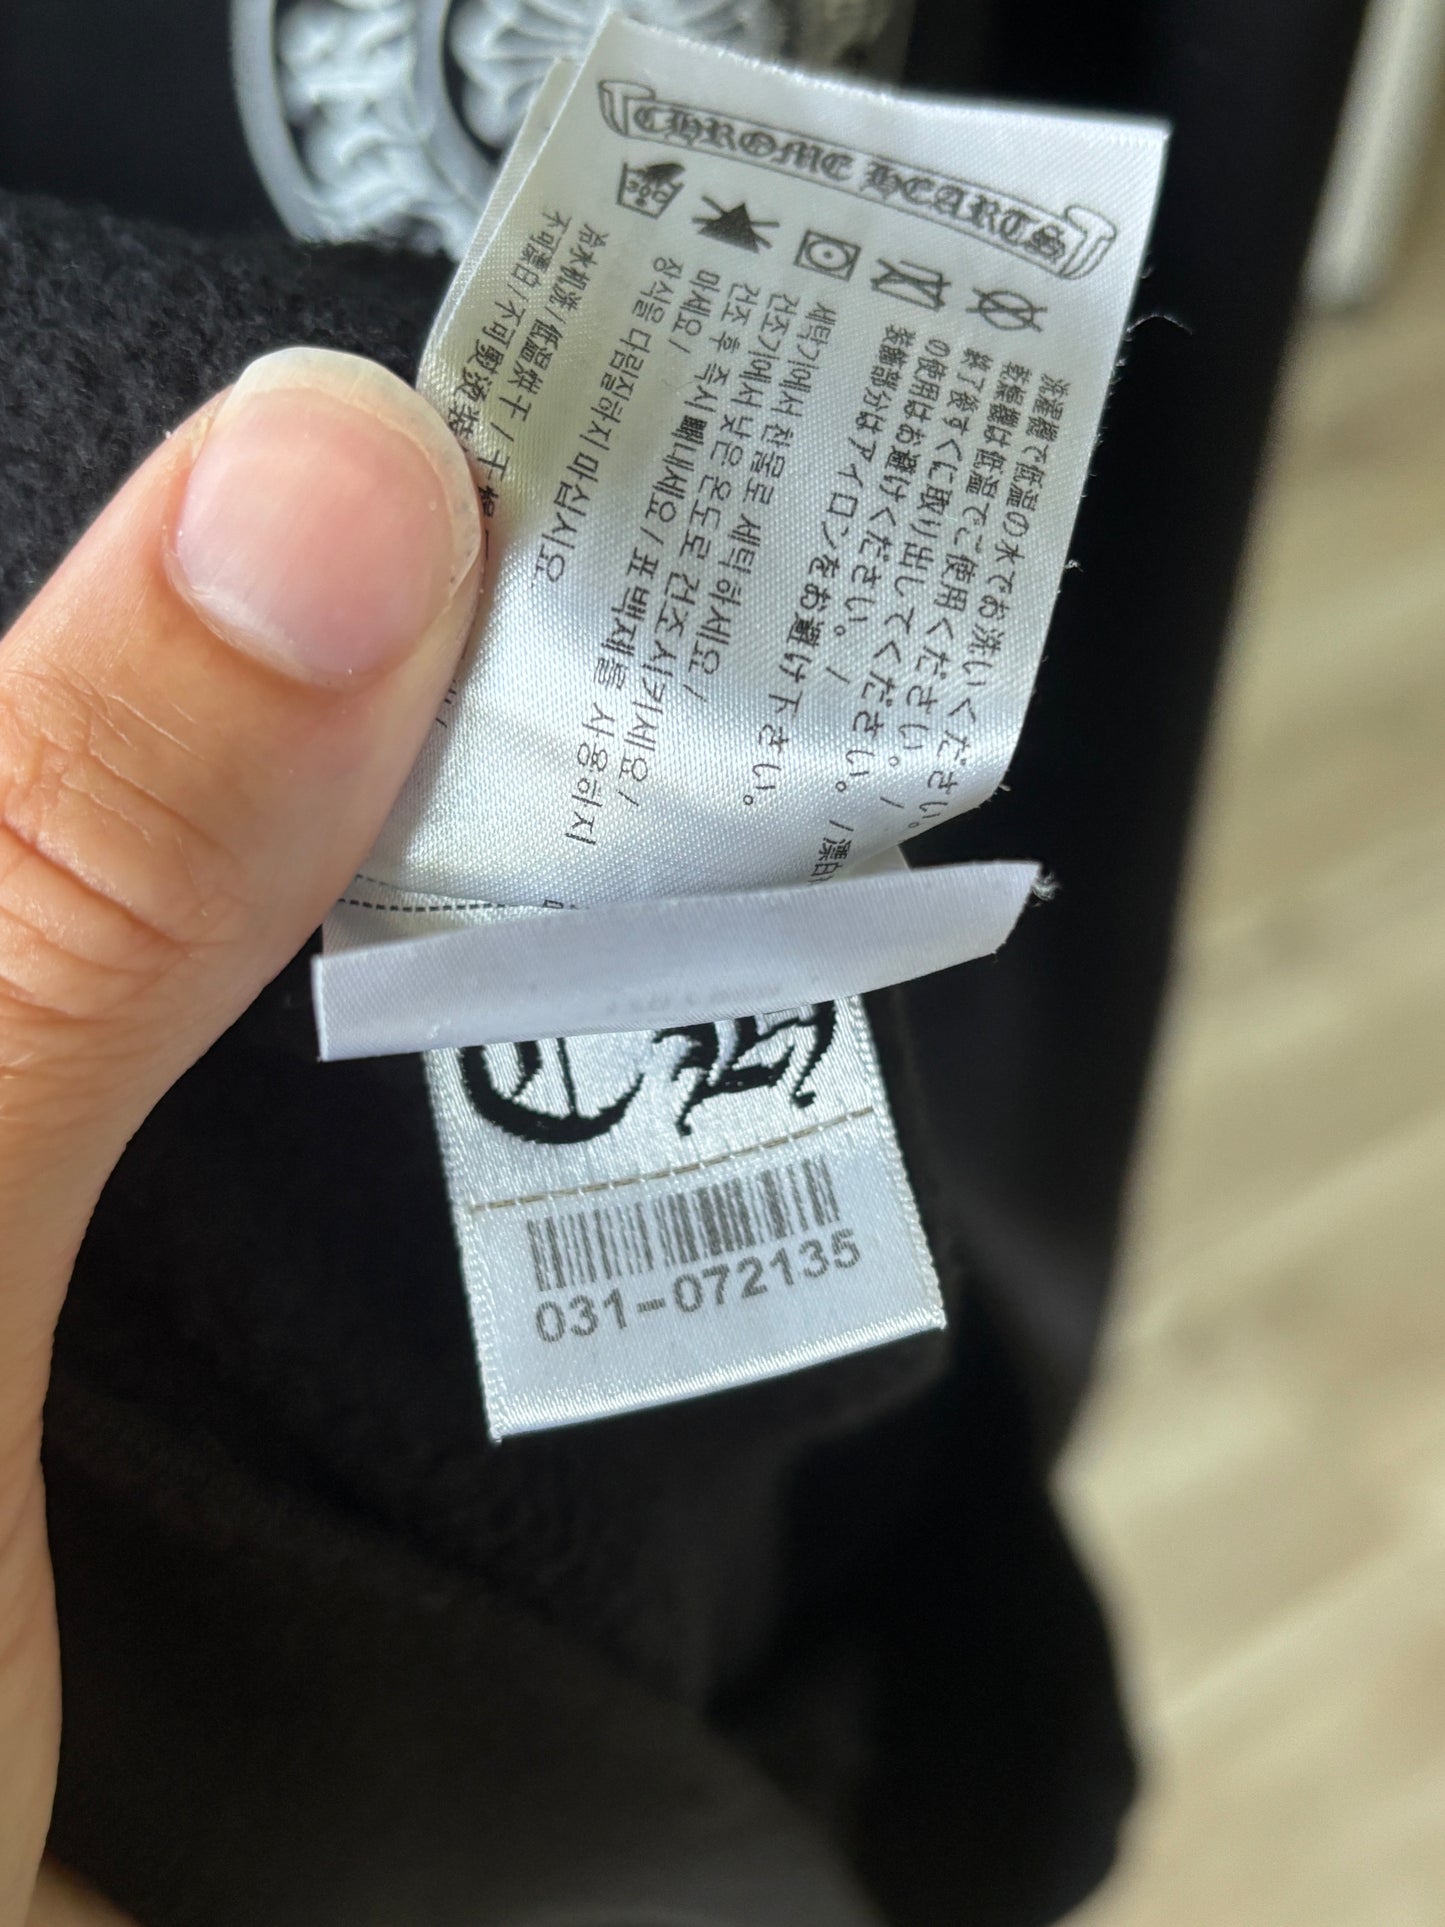 CHROME HEARTS
洗濯機で低温の水でお洗いください。/漂白
乾燥機は低温でご使用ください。/
終了後すぐに取り出してください。/
の使用はお避けください。/
装飾部分はアイロンをお避け下さい。
세탁기에서 찬물로 세탁하세요/
건조기에서 낮은 온도로 건조시키세요/
건조 후 즉시 빼내세요/표백제를 사용하지
마세요/
장식을 다림질하지 마십시오
冷水机洗/低温烘干/干燥
不可漂白/不可熨烫装
CH
031-072135